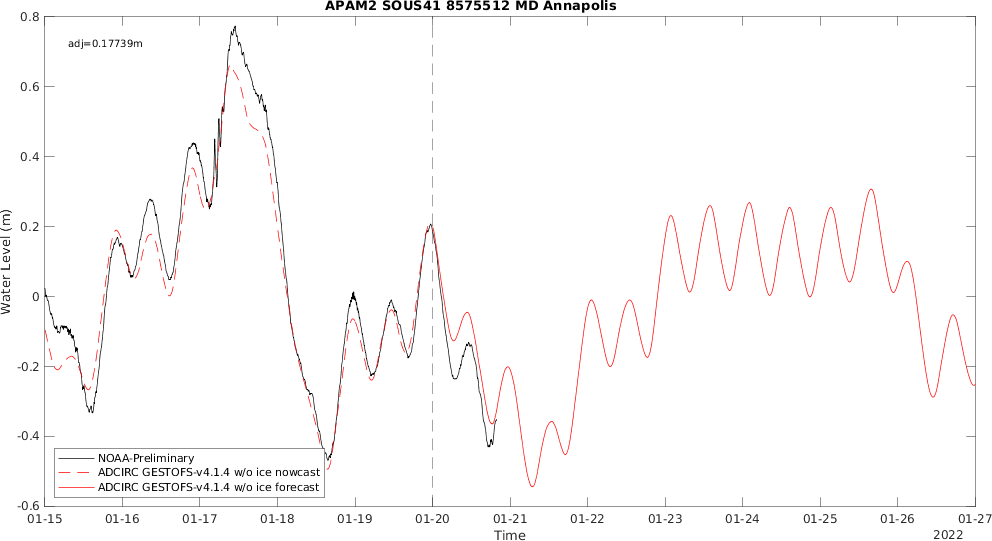 APAM2 SOUS41 8575512 MD Annapolis
adj=0.17739m
0.8
0.6
0.4
0.2
0
-0.2
-0.4
-0.6
Water Level (m)
NOAA-Preliminary
ADCIRC GESTOFS-v4.1.4 w/o ice nowcast
ADCIRC GESTOFS-v4.1.4 w/o ice forecast
01-15 01-16 01-17 01-18 01-19 01-20 01-21 01-22 01-23 01-24 01-25 01-26 01-27
Time
2022